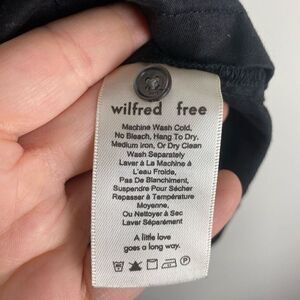 wilfred free
Machine Wash Cold,
No Bleach, Hang To Dry,
Medium iron, Or Dry Clean
Wash Separately
Laver à La Machine à
L'eau Froide,
Pas De Blanchiment,
Suspendre Pour Sécher
Repasser à Température
Moyenne,
Ou Nettoyer à Sec
Laver Séparément
A little love
goes a long way.